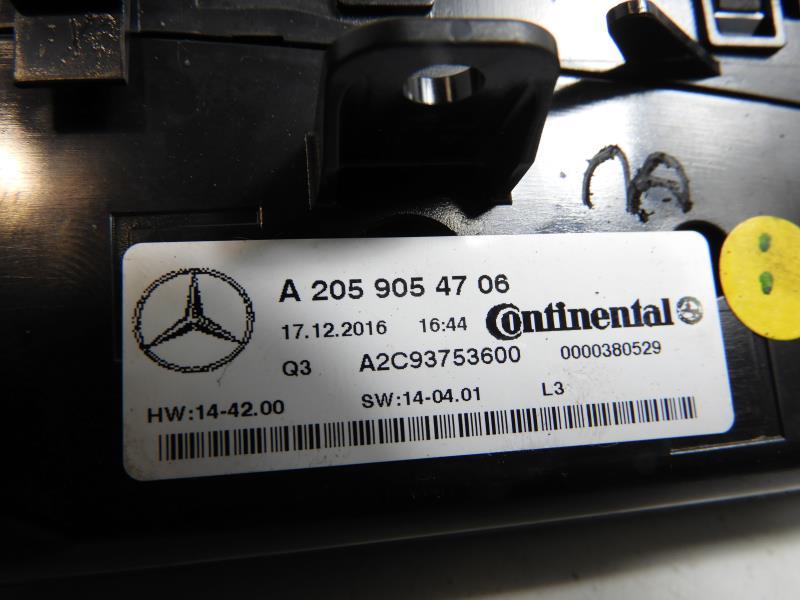 A 205 905 47 06
17.12.2016 16:44 Continental
Q3 A2C93753600 0000380529
HW:14-42.00 SW:14-04.01 L3